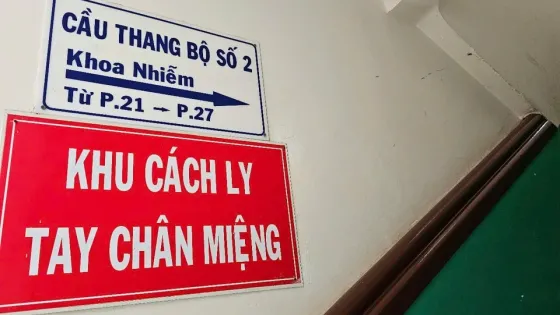 CẦU THANG BỘ SỐ 2
Khoa Nhiễm
Từ P.21 → P.27
KHU CÁCH LY
TAY CHÂN MIỆNG